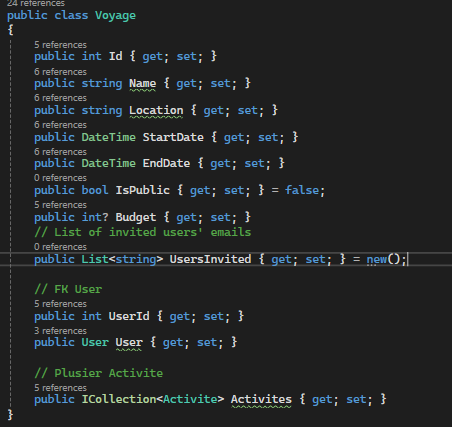 24 references
public class Voyage
{
5 references
public int Id { get; set; }
6 references
public string Name { get; set; }
6 references
public string Location { get; set; }
6 references
public DateTime StartDate { get; set; }
6 references
public DateTime EndDate { get; set; }
0 references
public bool IsPublic { get; set; } = false;
5 references
public int? Budget { get; set; }
// List of invited users' emails
0 references
public List<string> UsersInvited { get; set; } = new();
// FK User
5 references
public int UserId { get; set; }
3 references
public User User { get; set; }
// Plusier Activite
5 references
public ICollection<Activite> Activites { get; set; }
}